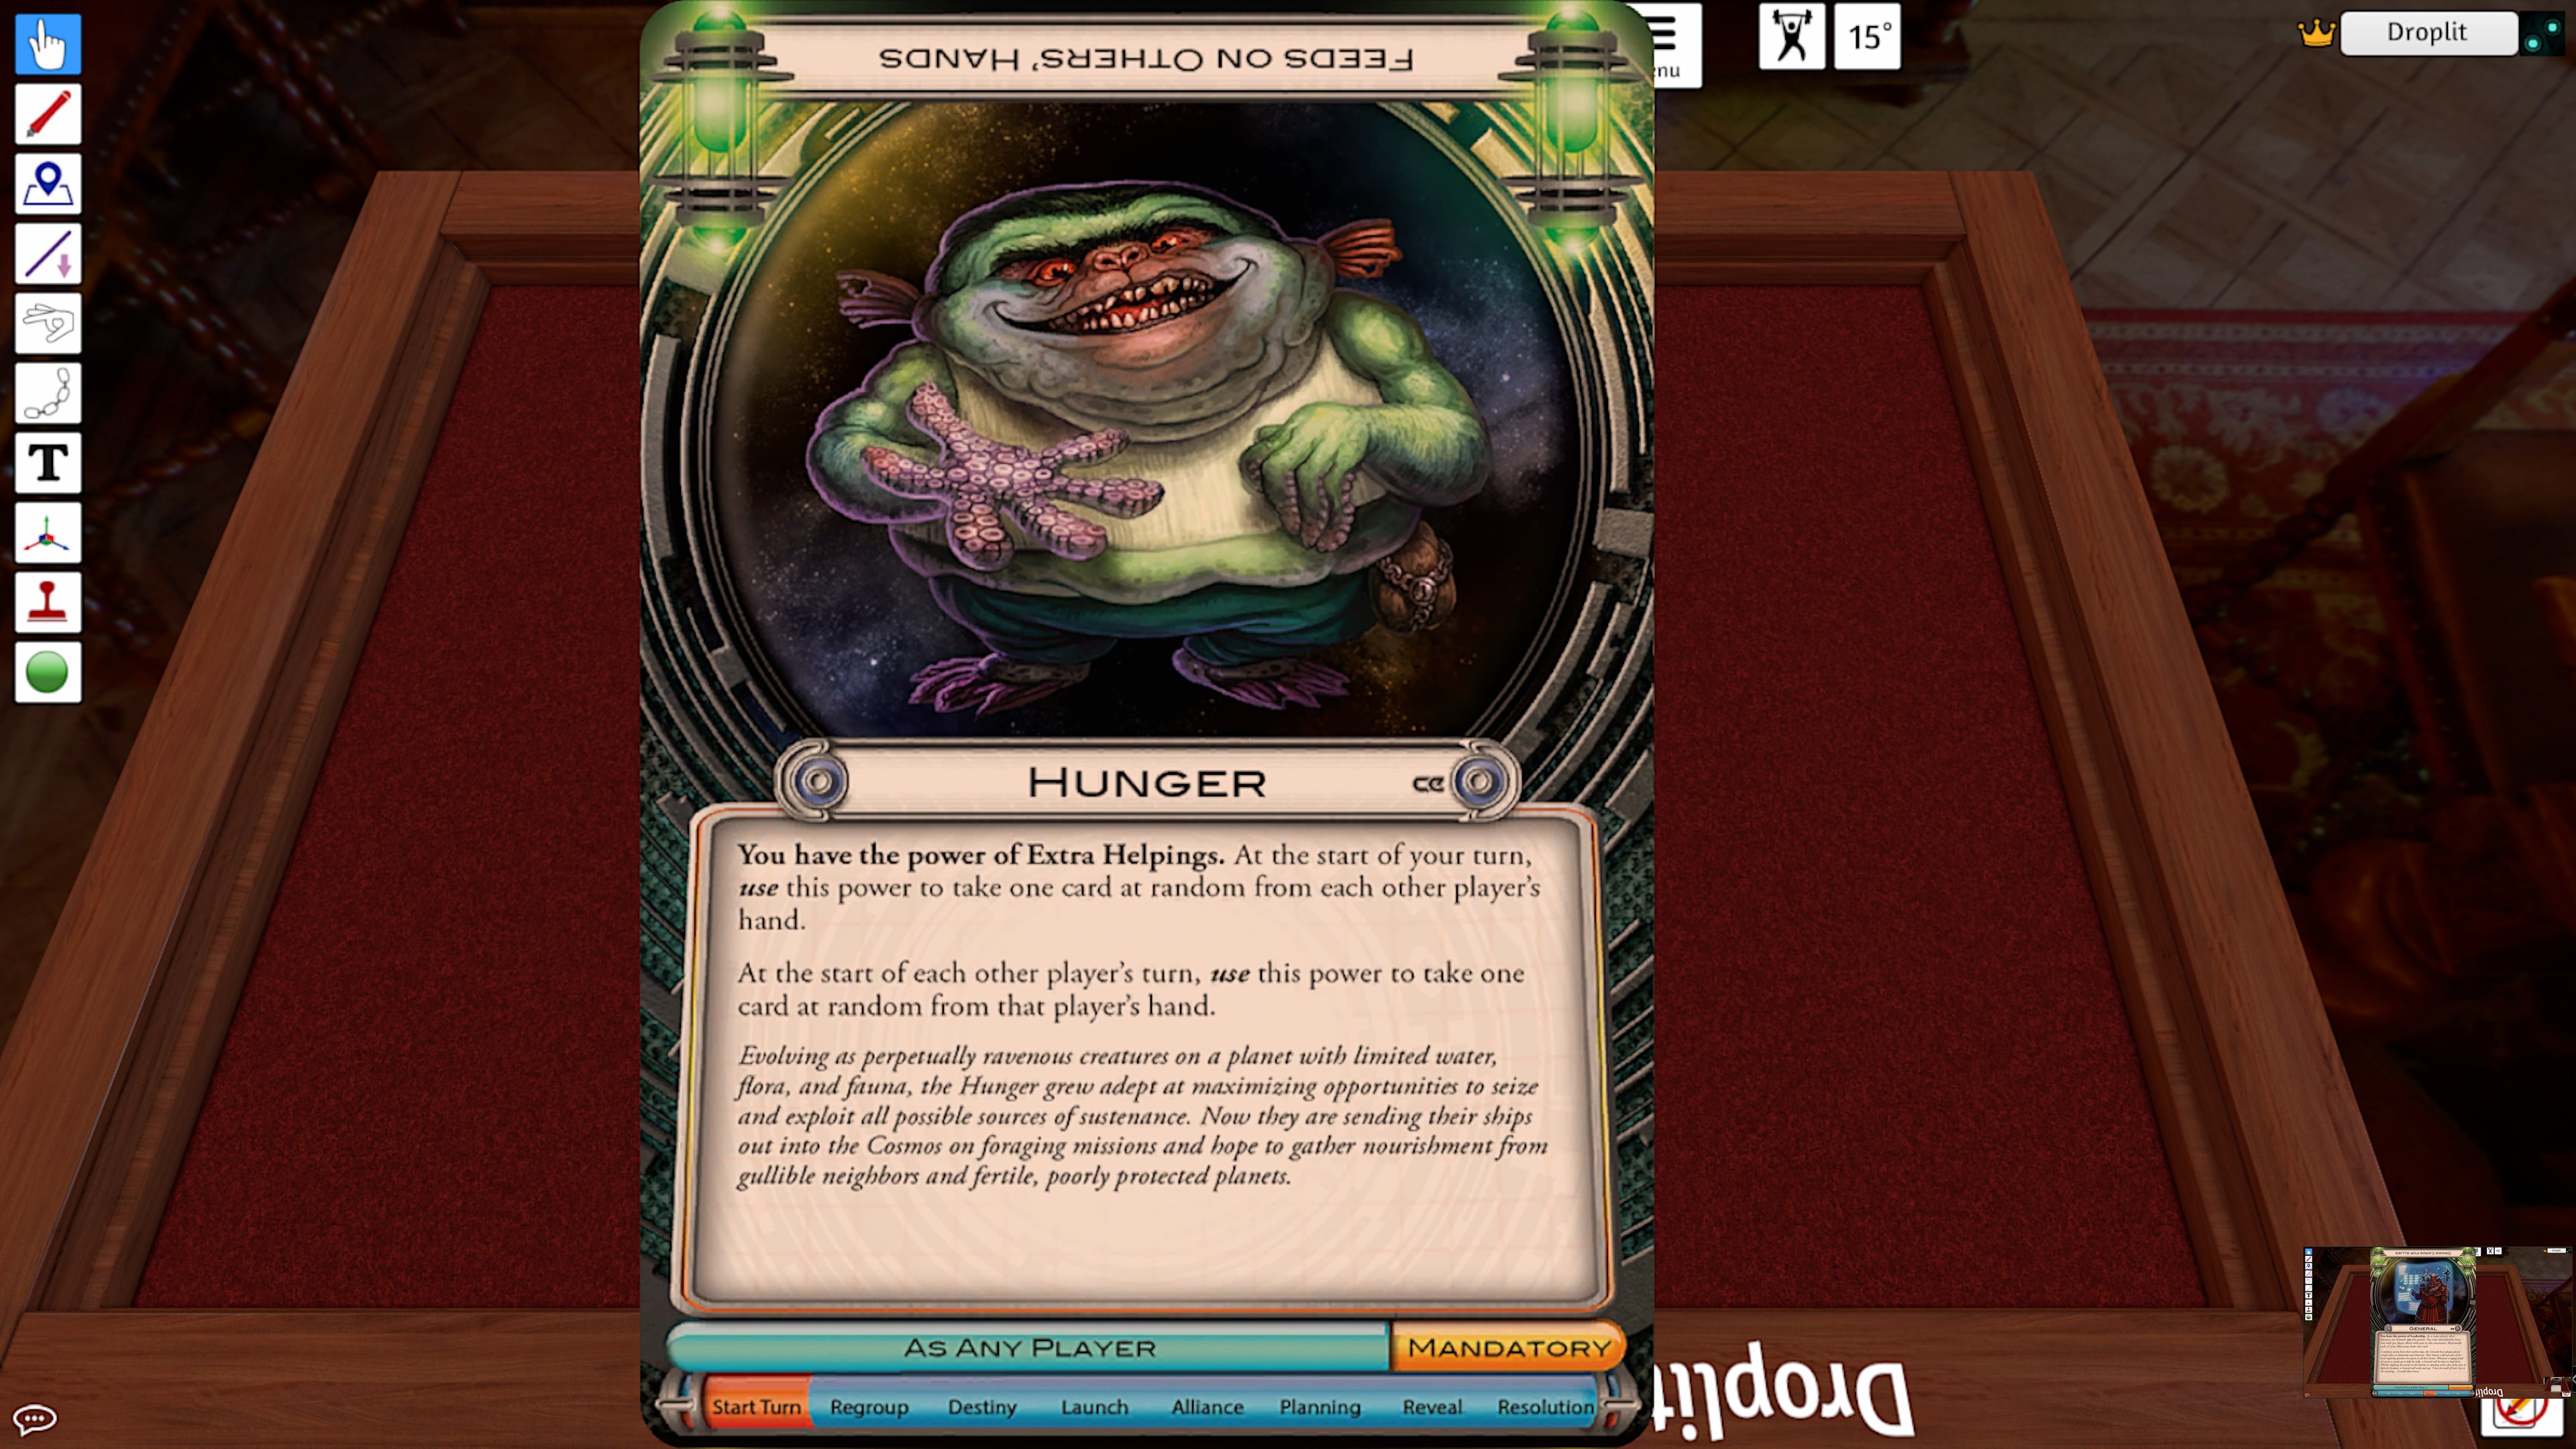 FEEDS ON OTHERS' HANDS
enu
15°
Droplit
T
HUNGER
CC
You have the power of Extra Helpings. At the start of your turn,
use this power to take one card at random from each other player's
hand.
At the start of each other player's turn, use this power to take one
card at random from that player's hand.
Evolving as perpetually ravenous creatures on a planet with limited water,
flora, and fauna, the Hunger grew adept at maximizing opportunities to seize
and exploit all possible sources of sustenance. Now they are sending their ships
out into the Cosmos on foraging missions and hope to gather nourishment from
gullible neighbors and fertile, poorly protected planets.
AS ANY PLAYER
MANDATORY
Start Turn Regroup Destiny Launch Alliance Planning Reveal Resolution
Droplit
GENERAL